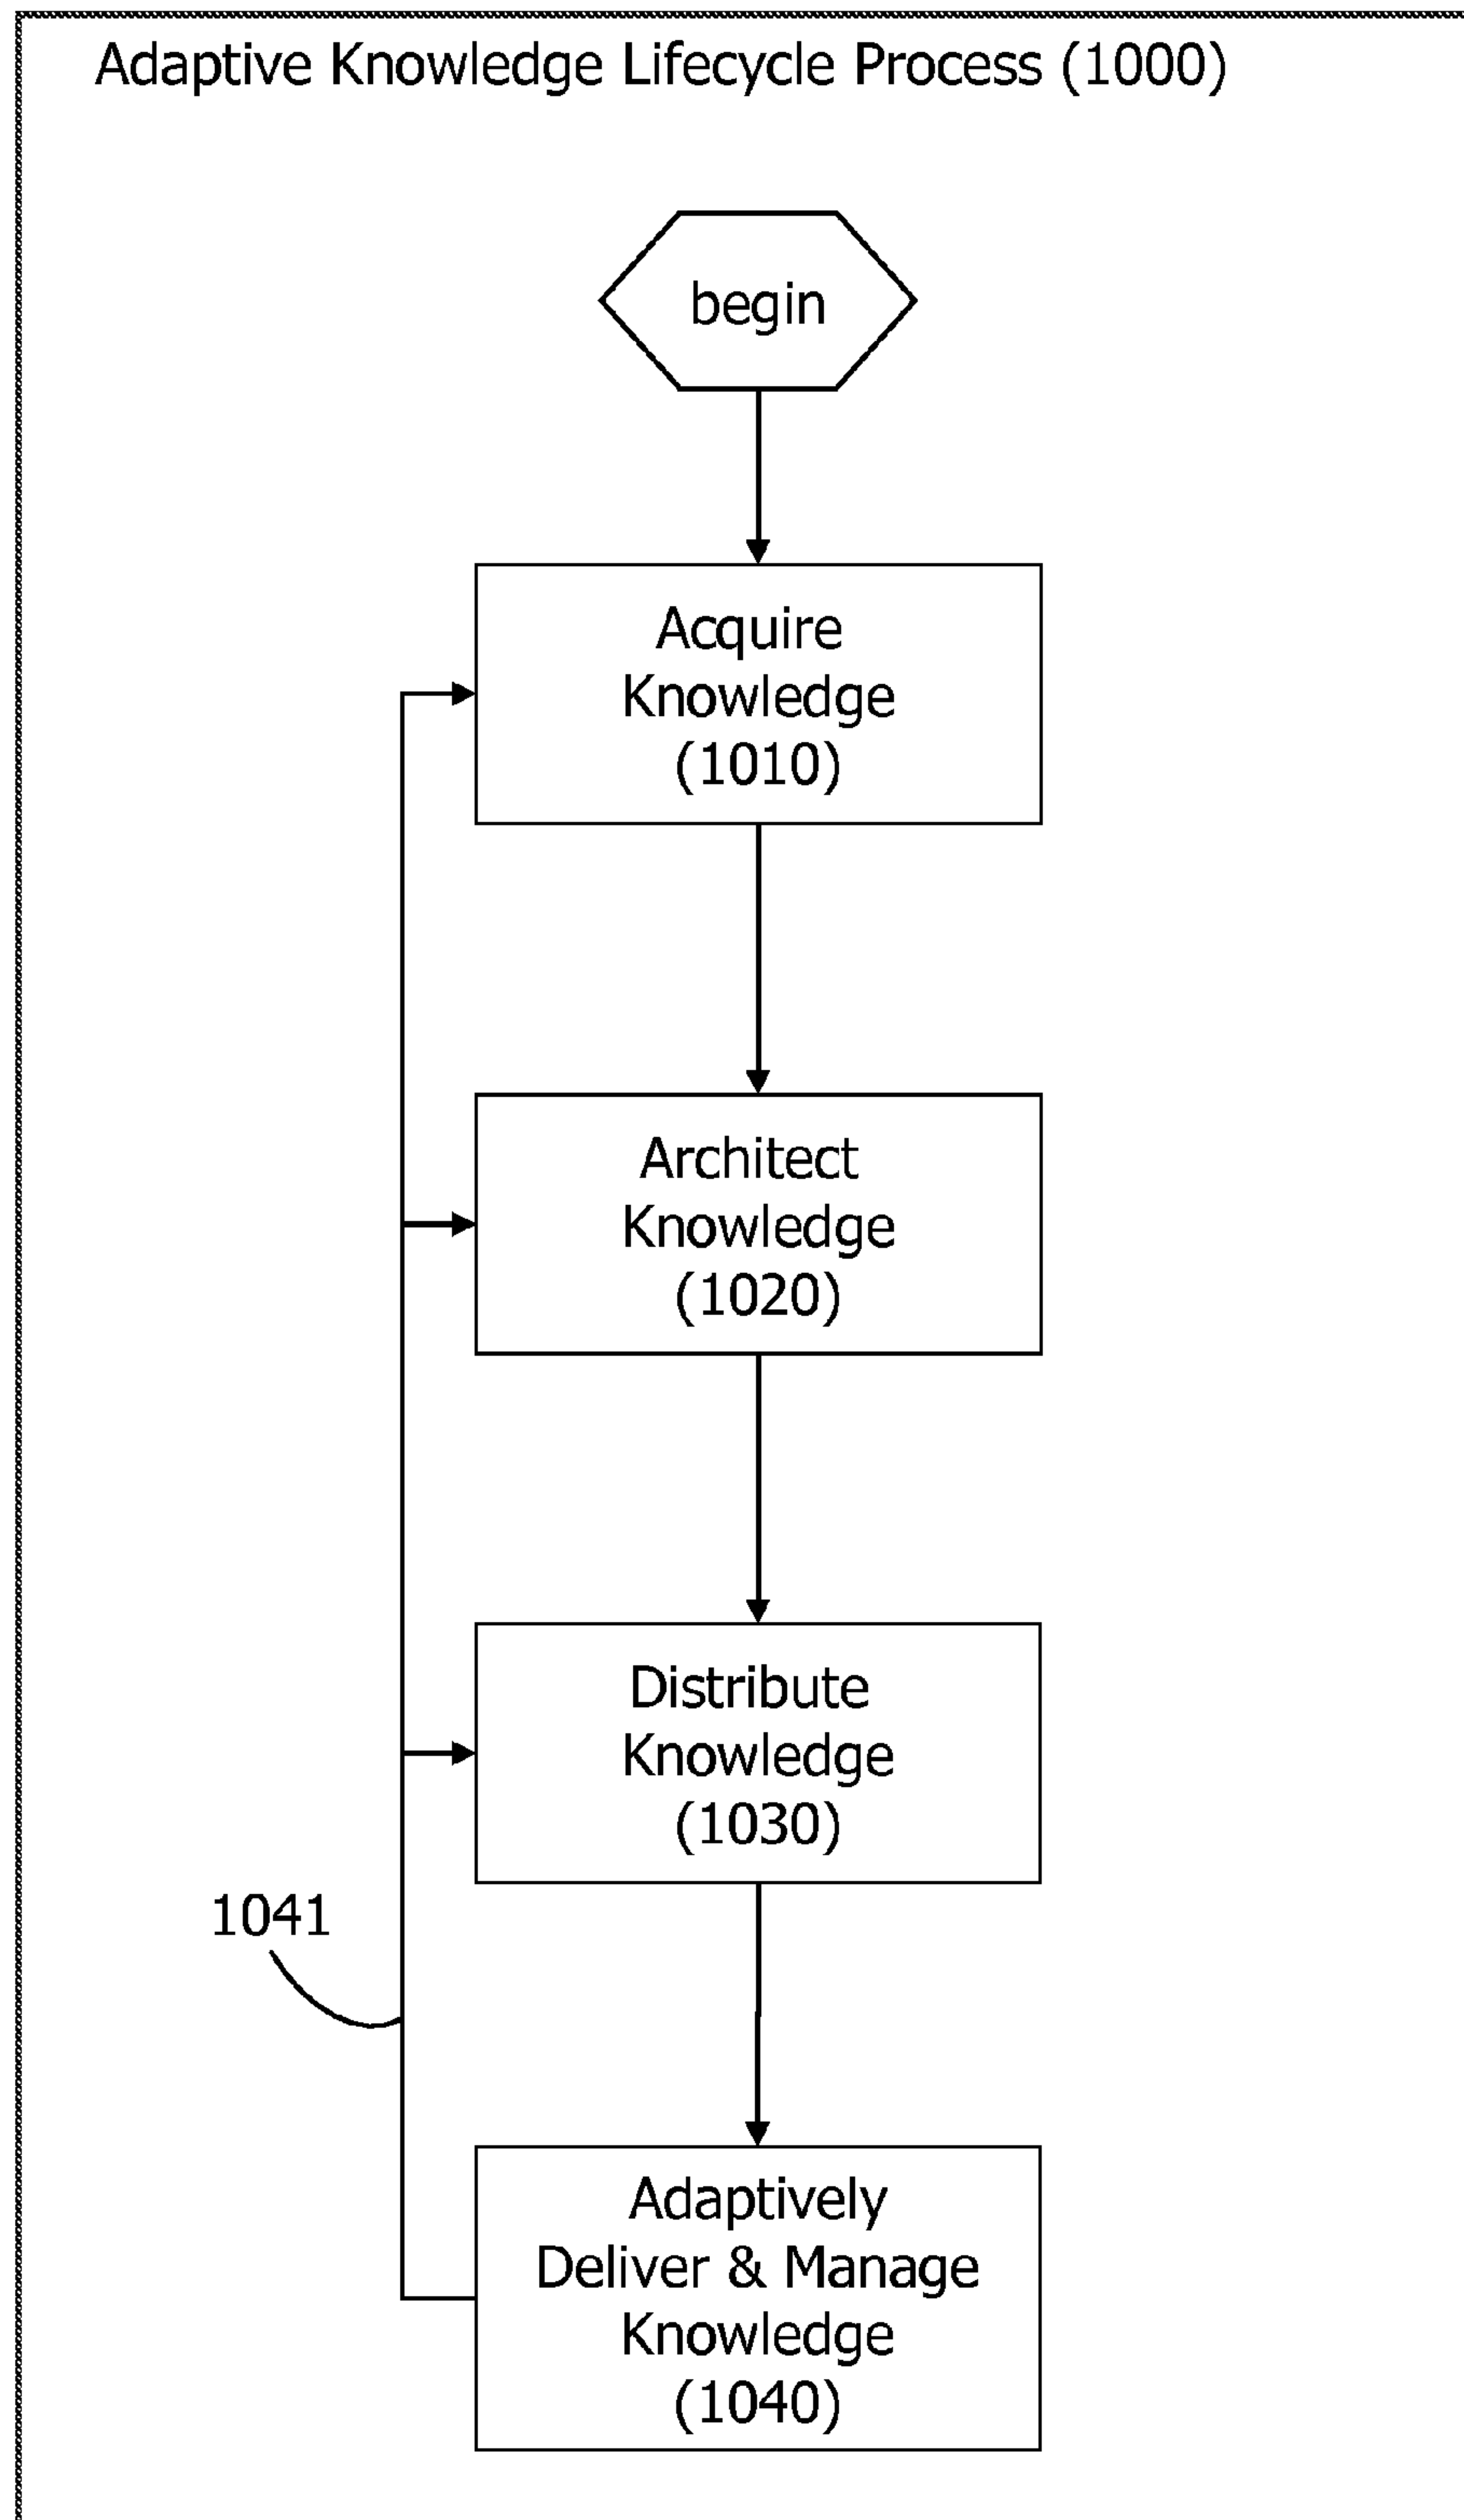 Adaptive Knowledge Lifecycle Process (1000)
begin
Acquire
Knowledge
(1010)
Architect
Knowledge
(1020)
Distribute
Knowledge
(1030)
1041
Adaptively
Deliver & Manage
Knowledge
(1040)